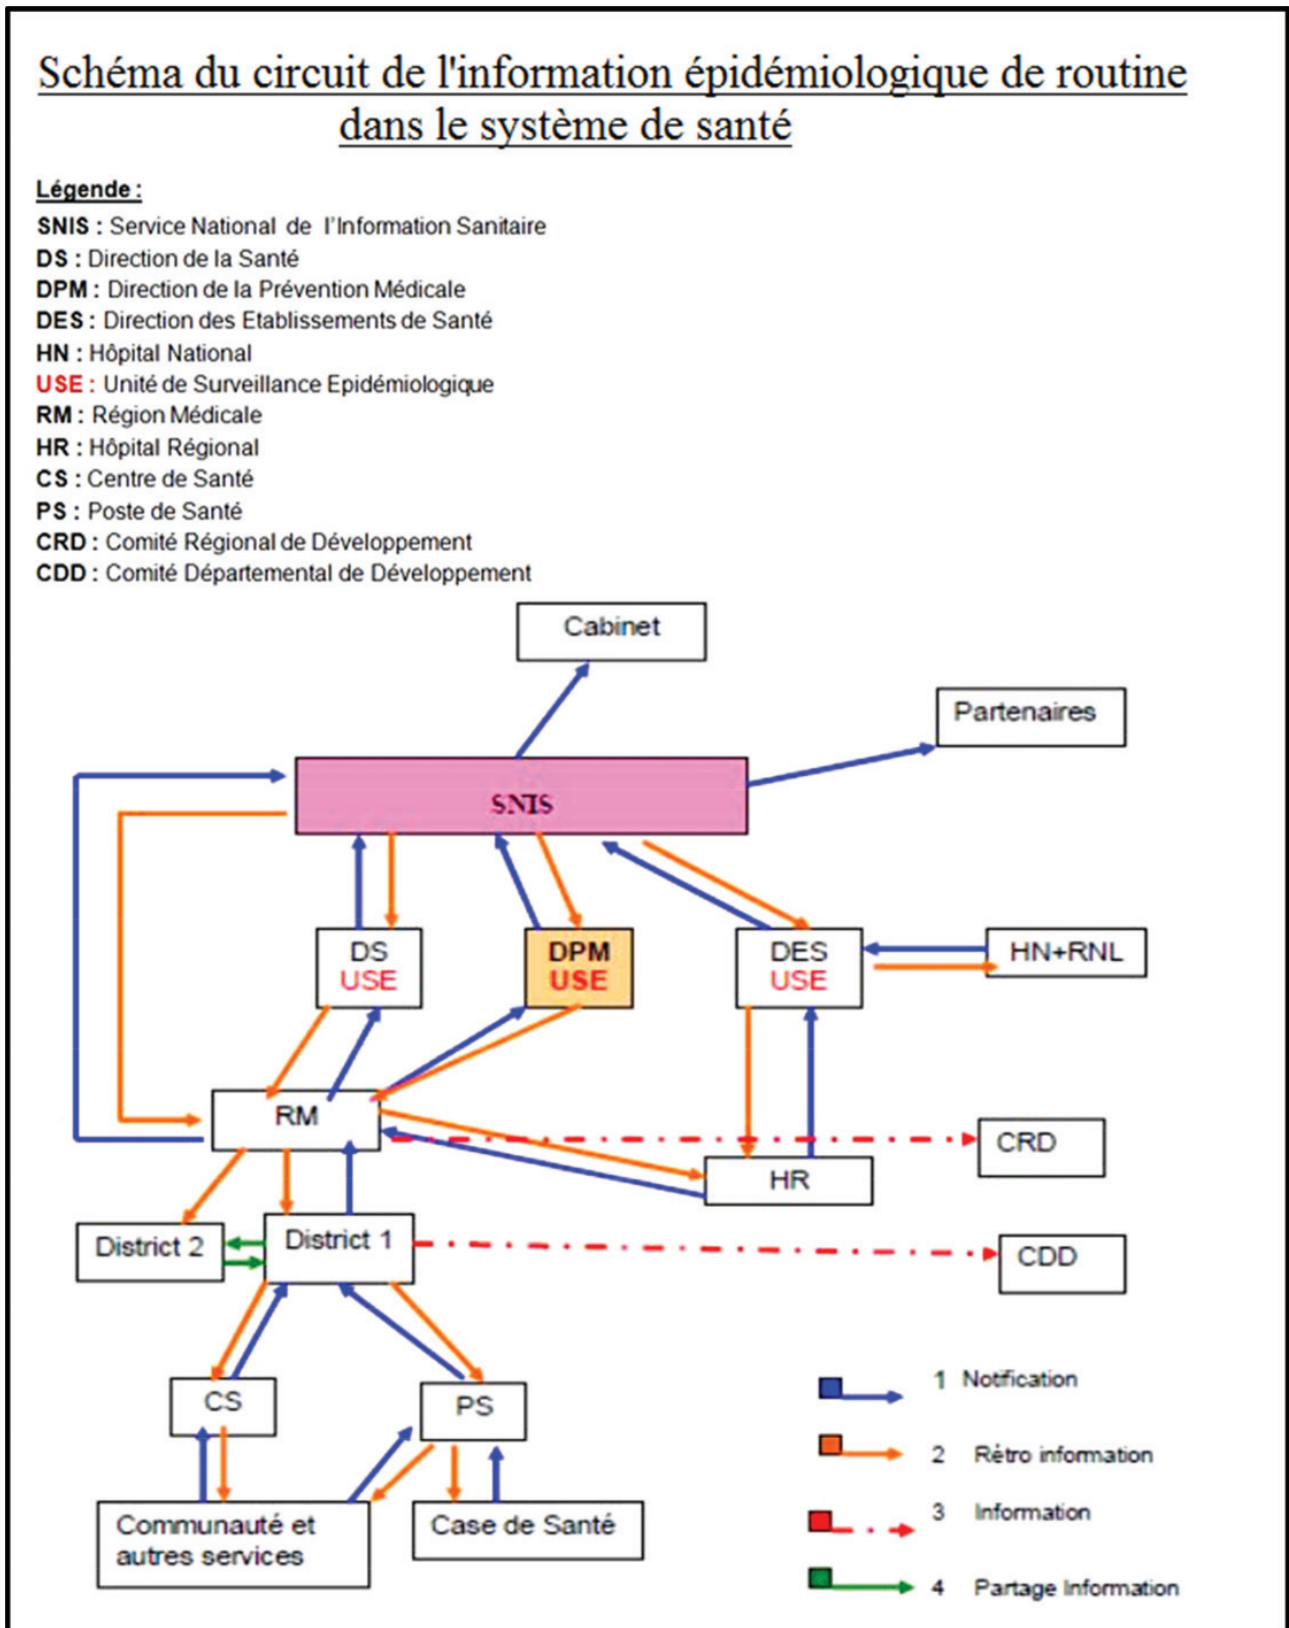 Schéma du circuit de l'information épidémiologique de routine
dans le système de santé
Légende :
SNIS : Service National de l'Information Sanitaire
DS : Direction de la Santé
DPM : Direction de la Prévention Médicale
DES : Direction des Etablissements de Santé
HN : Hôpital National
USE : Unité de Surveillance Epidémiologique
RM : Région Médicale
HR : Hôpital Régional
CS : Centre de Santé
PS : Poste de Santé
CRD : Comité Régional de Développement
CDD : Comité Départemental de Développement
Cabinet
Partenaires
SNIS
DS
USE
DPM
USE
DES
USE
HN+RNL
RM
CRD
HR
District 2
District 1
CDD
CS
PS
Communauté et
autres services
Case de Santé
1 Notification
2 Rétro information
3 Information
4 Partage Information